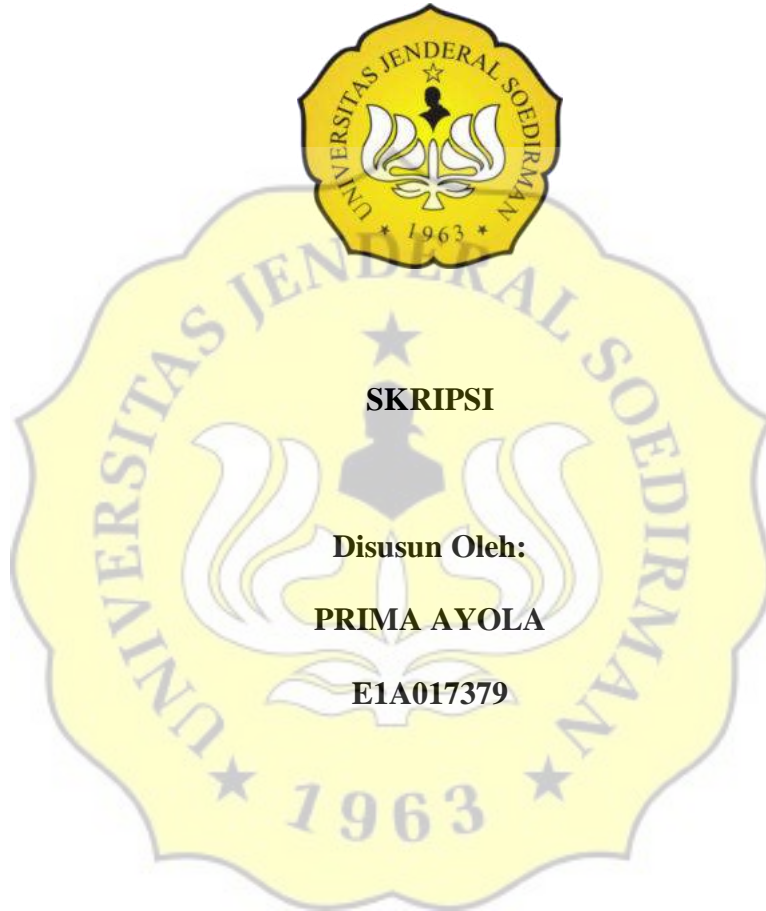 UNIVERSITAS JENDERAL SOEDIRMAN
★ 1963 ★
UNIVERSITAS JENDERAL SOEDIRMAN
★ 1963 ★
SKRIPSI
Disusun Oleh:
PRIMA AYOLA
E1A017379